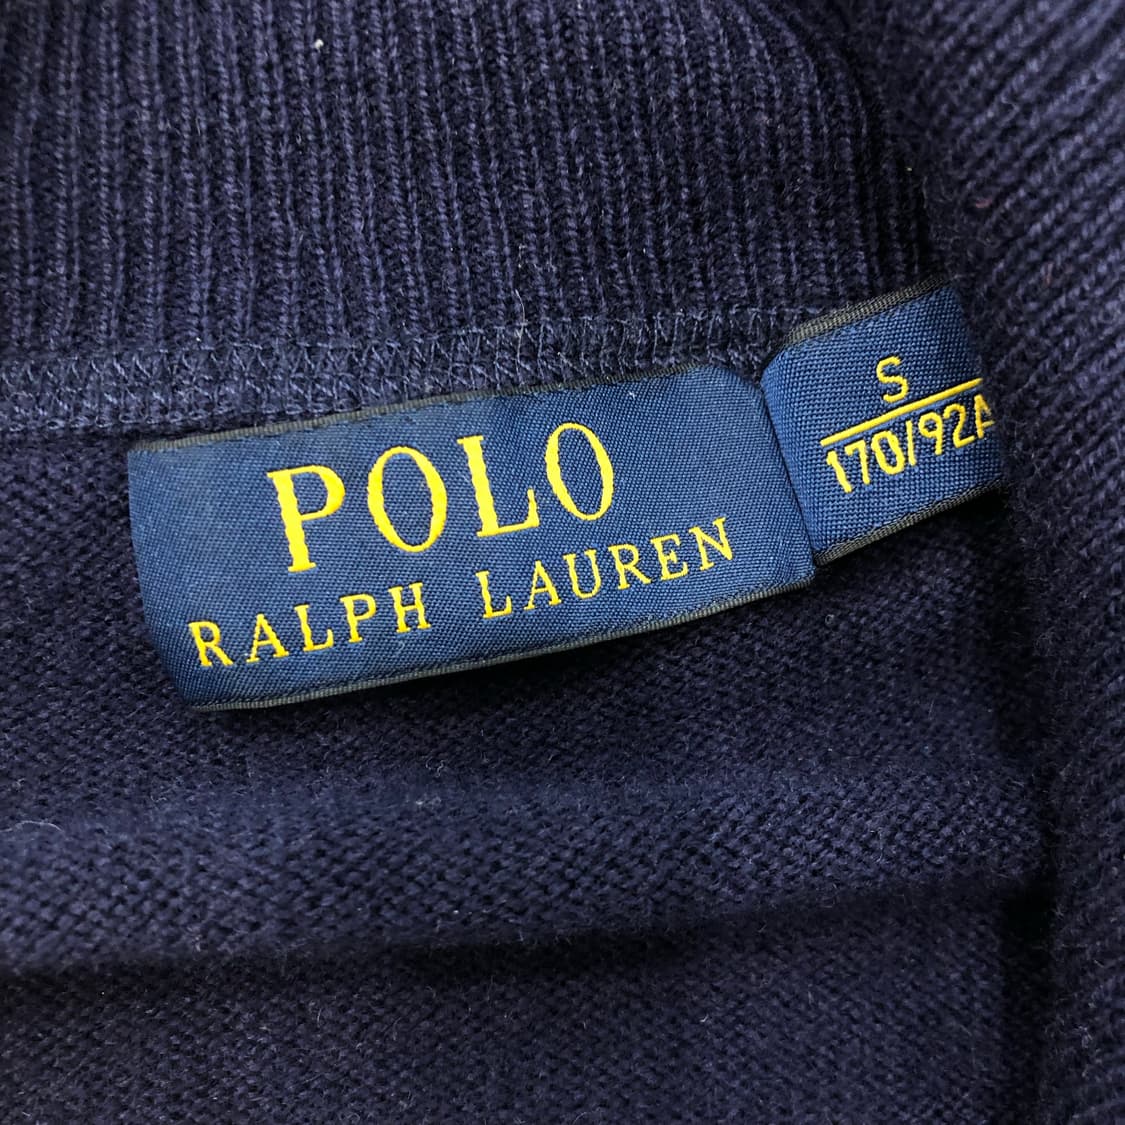 POLO
RALPH LAUREN
S
170/92A